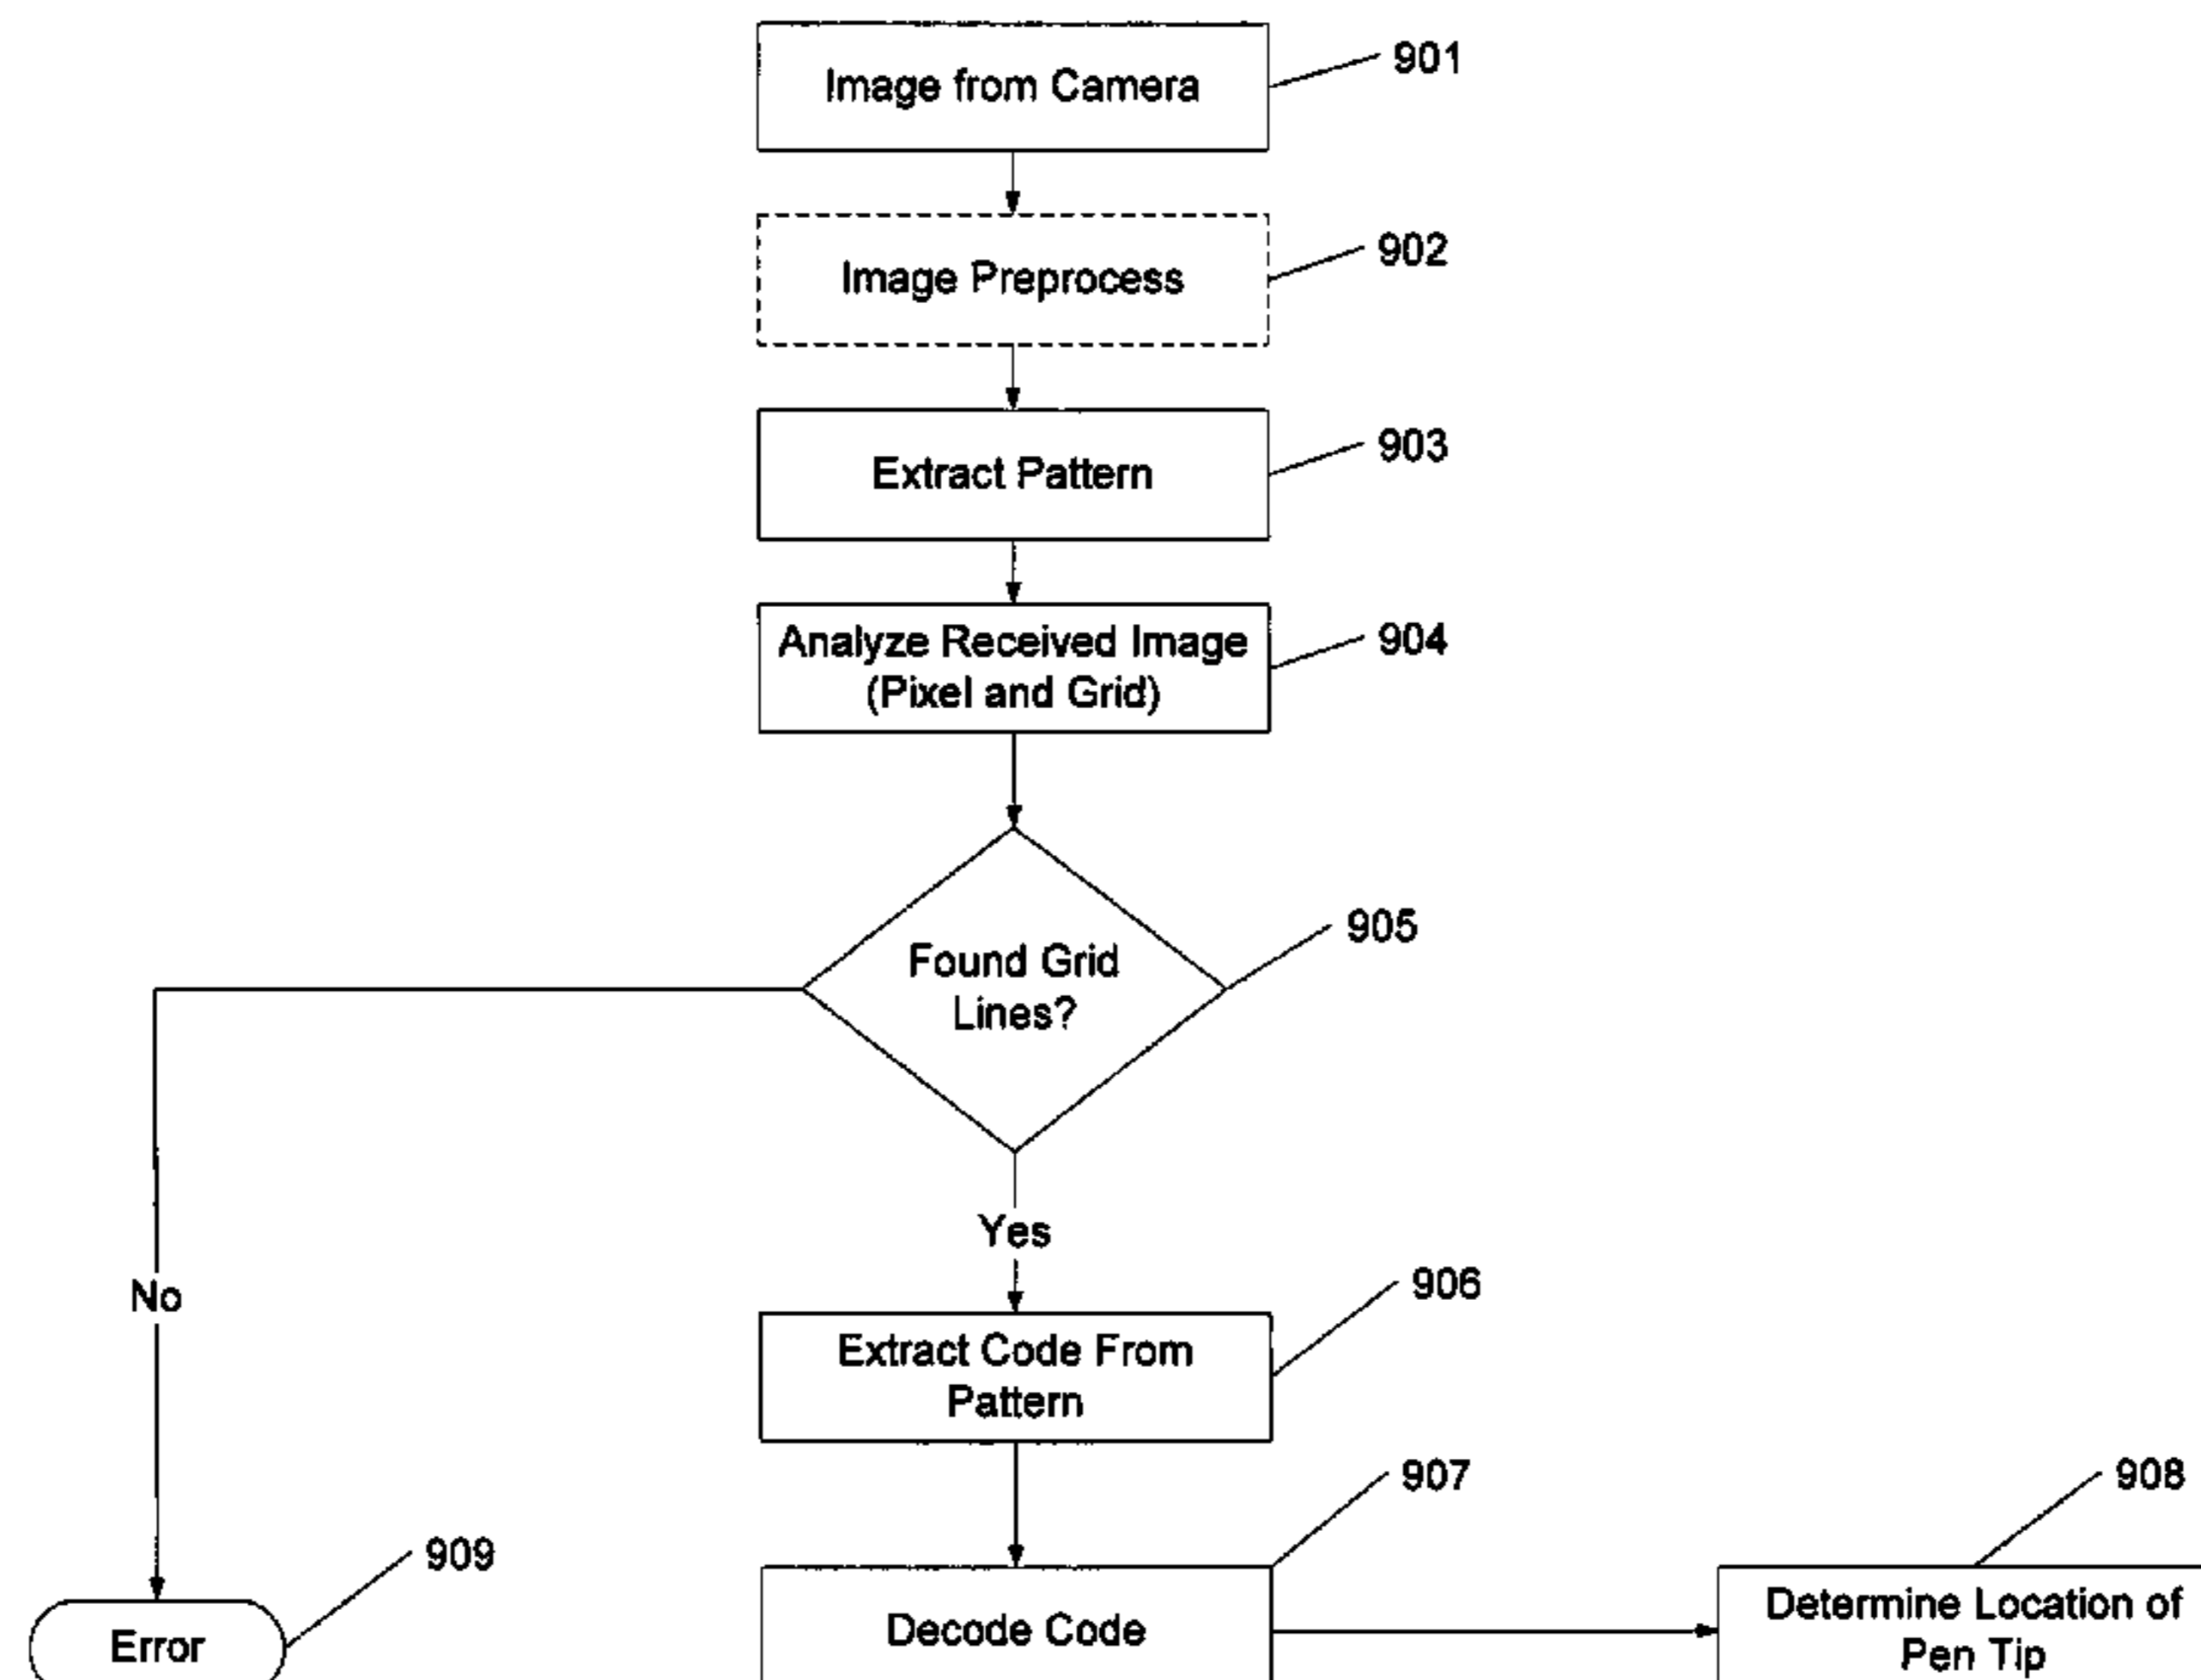 Image from Camera
901
Image Preprocess
902
Extract Pattern
903
Analyze Received Image
(Pixel and Grid)
904
Found Grid
Lines?
905
Yes
No
Extract Code From
Pattern
906
Decode Code
907
Determine Location of
Pen Tip
908
Error
909